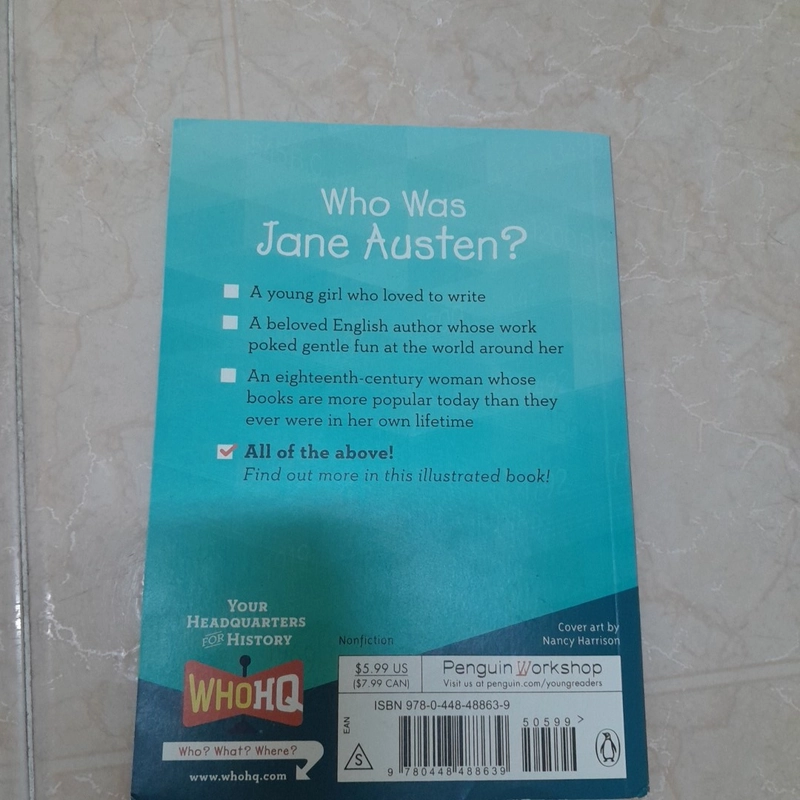 Who Was
Jane Austen?
A young girl who loved to write
A beloved English author whose work
poked gentle fun at the world around her
An eighteenth-century woman whose
books are more popular today than they
ever were in her own lifetime
All of the above!
Find out more in this illustrated book!
YOUR
HEADQUARTERS
FOR HISTORY
WHOHQ
Who? What? Where?
www.whohq.com
Nonfiction
Cover art by
Nancy Harrison
$5.99 US
($7.99 CAN)
Penguin Workshop
Visit us at penguin.com/youngreaders
ISBN 978-0-448-48863-9
50599>
EAN
S
9 780448 488639